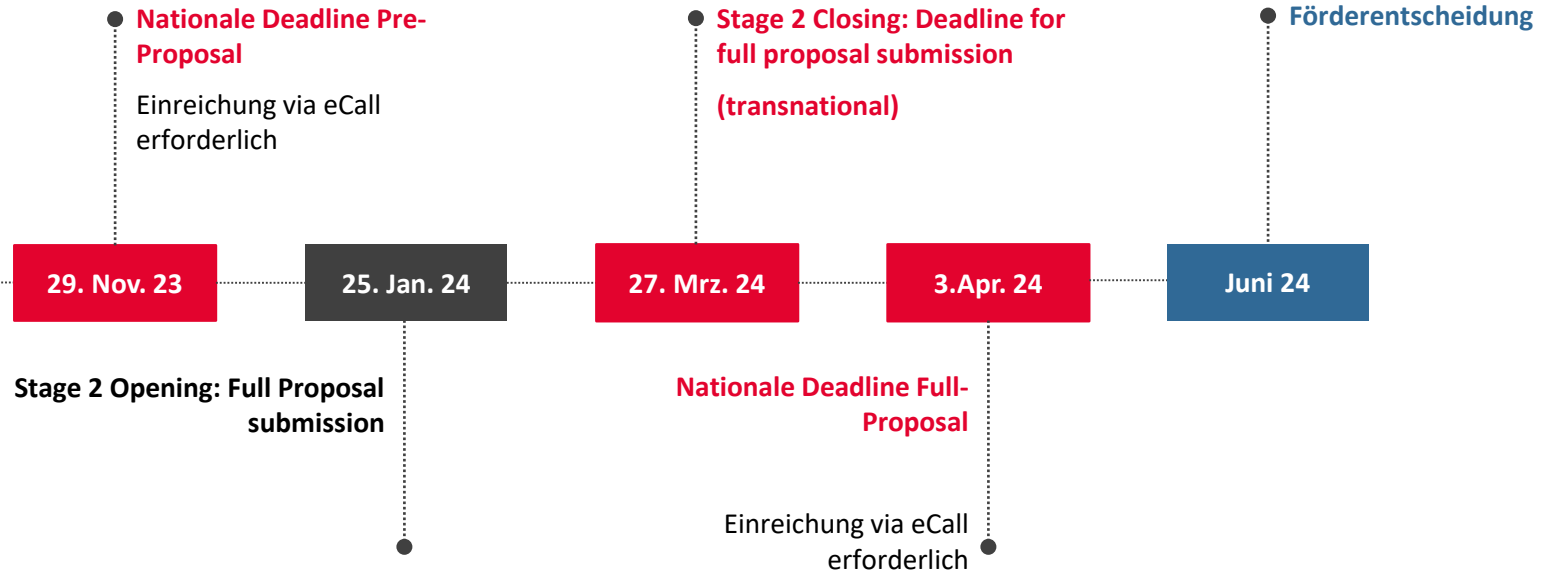 Nationale Deadline Pre-
Proposal
Einreichung via eCall
erforderlich
Stage 2 Closing: Deadline for
full proposal submission
(transnational)
Förderentscheidung
29. Nov. 23
25. Jan. 24
27. Mrz. 24
3.Apr. 24
Juni 24
Stage 2 Opening: Full Proposal
submission
Nationale Deadline Full-
Proposal
Einreichung via eCall
erforderlich